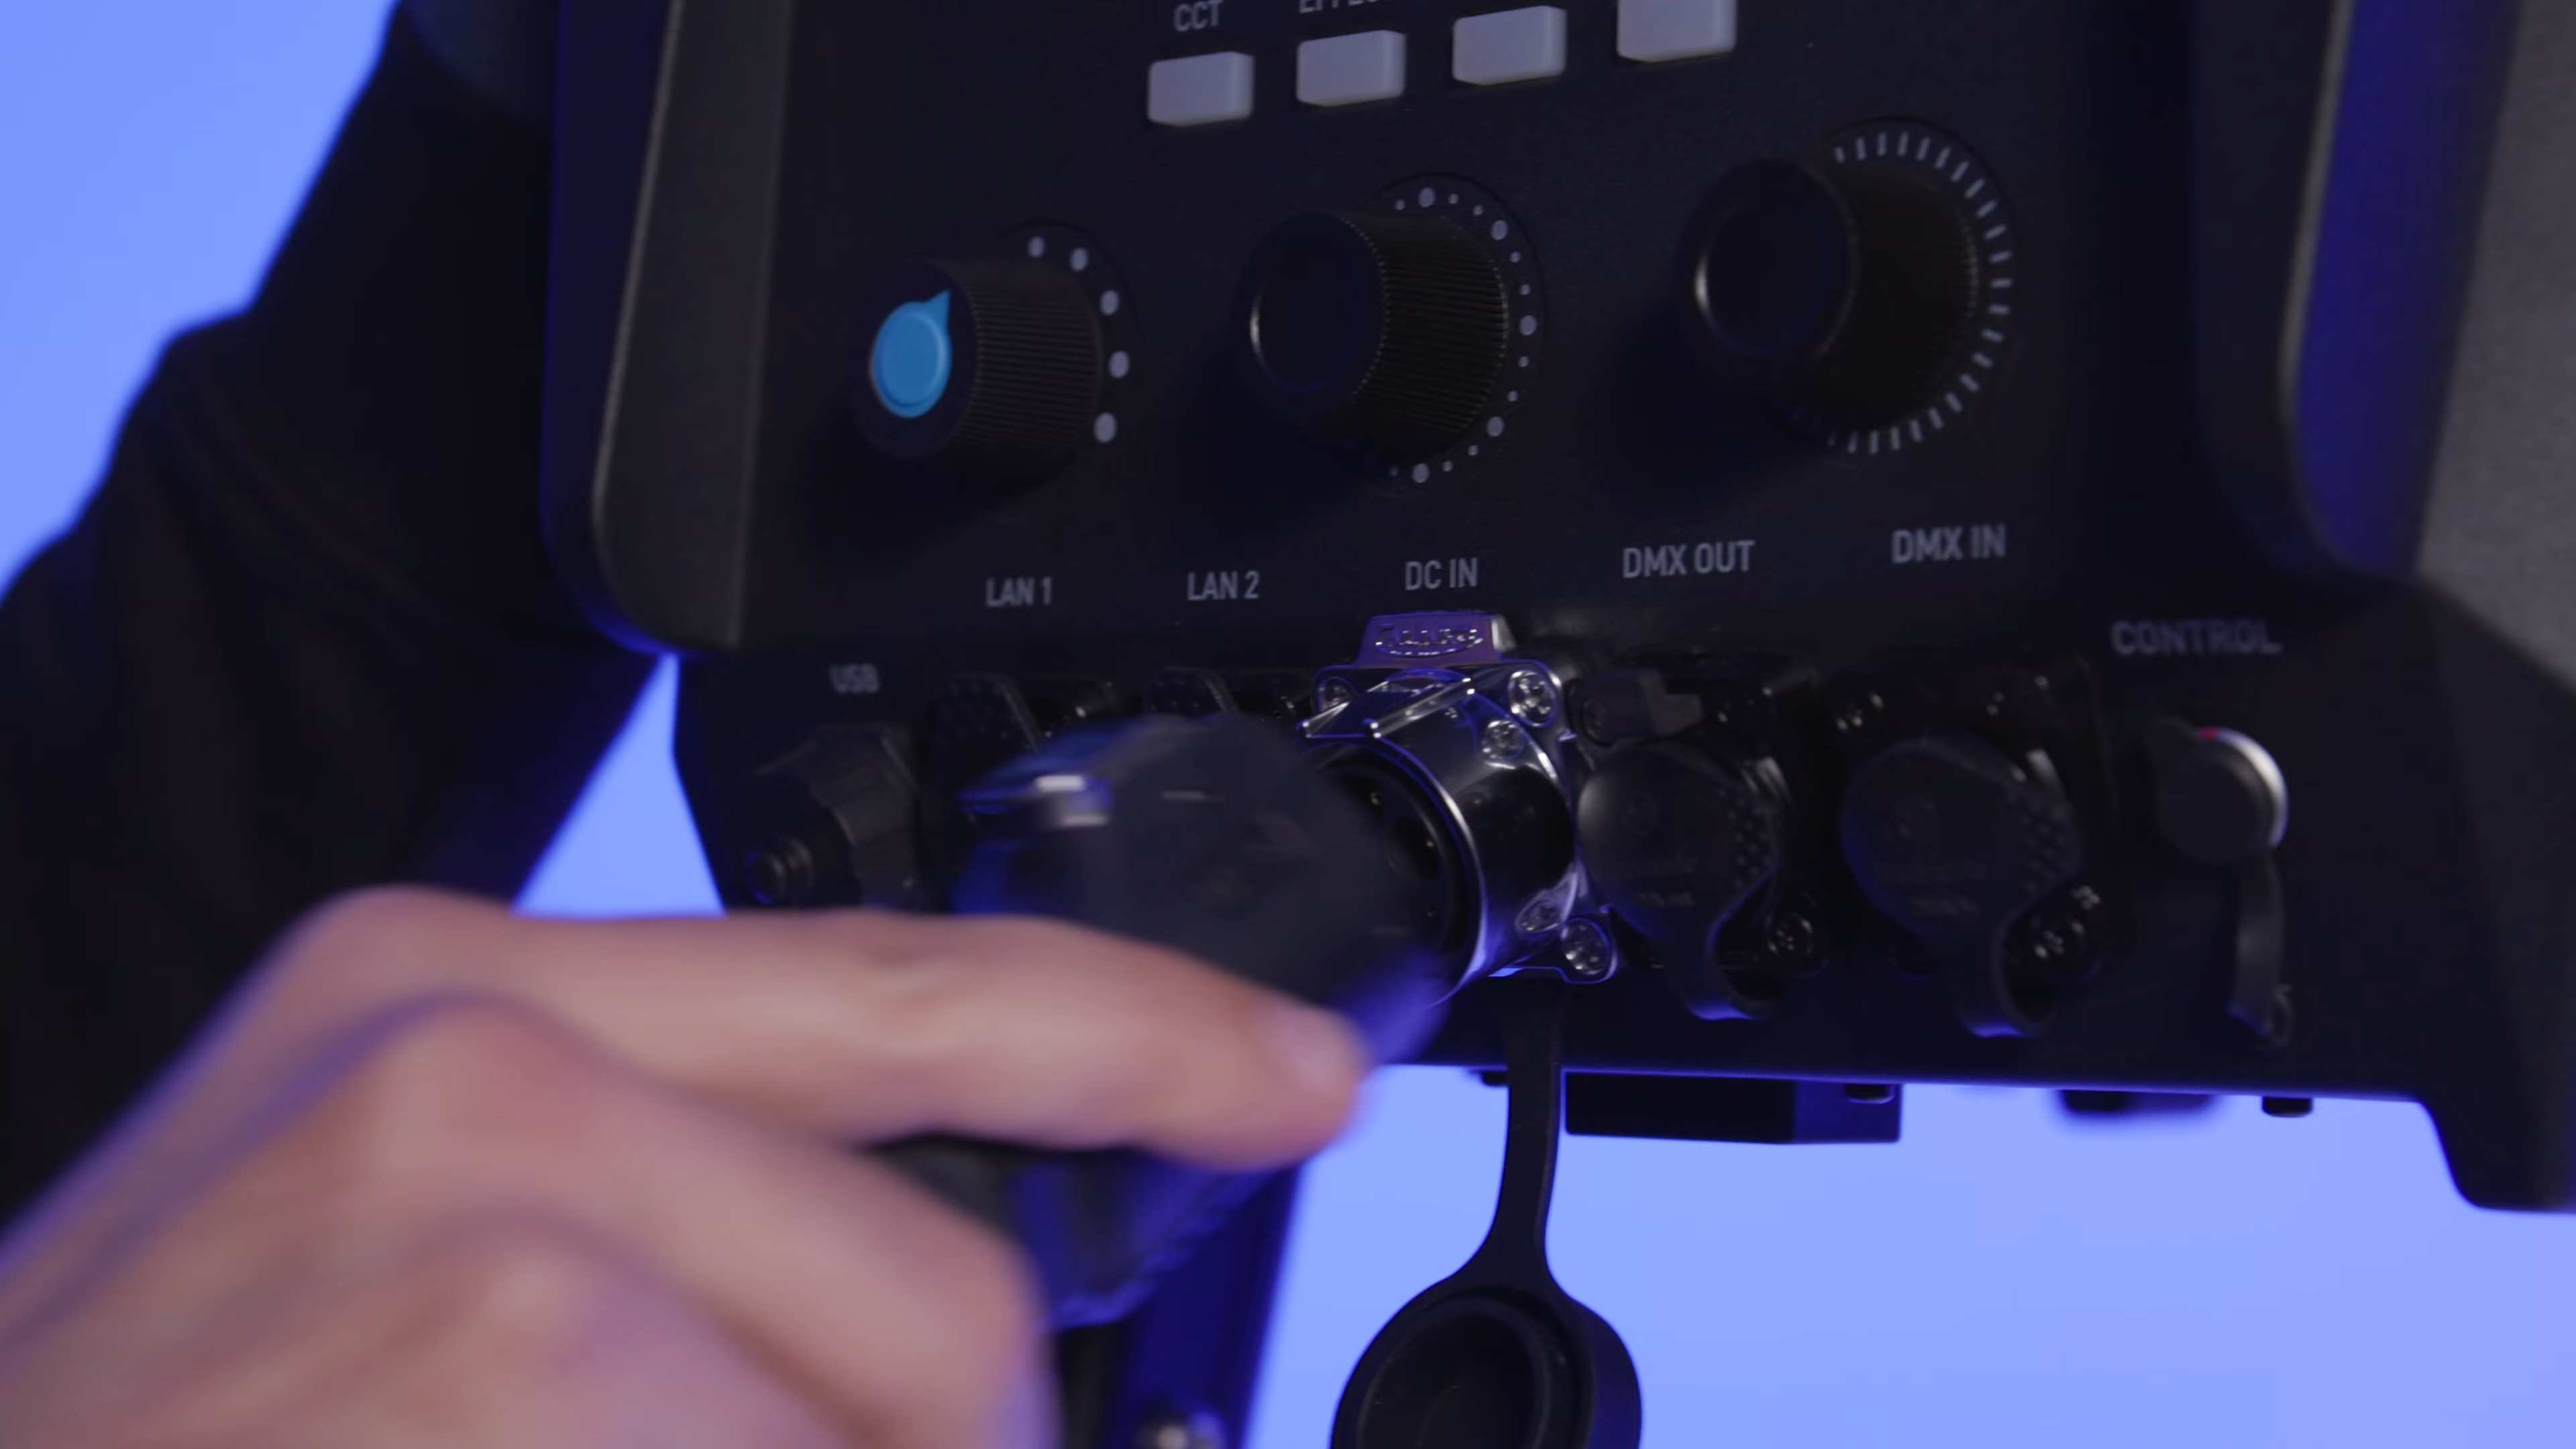 CCT
LAN 1
LAN 2
DC IN
DMX OUT
DMX IN
USB
CONTROL